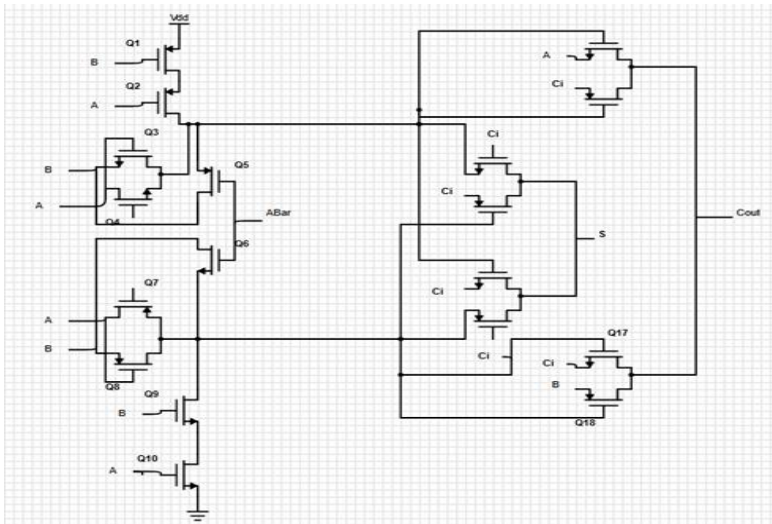 Vdd
Q1
B
Q2
A
Q3
B
A
Q4
Q5
ABar
Q6
Q7
A
B
Q8
Q9
B
Q10
A
A
Ci
Ci
Ci
S
Cout
Ci
Ci
Q17
Ci
B
Q18